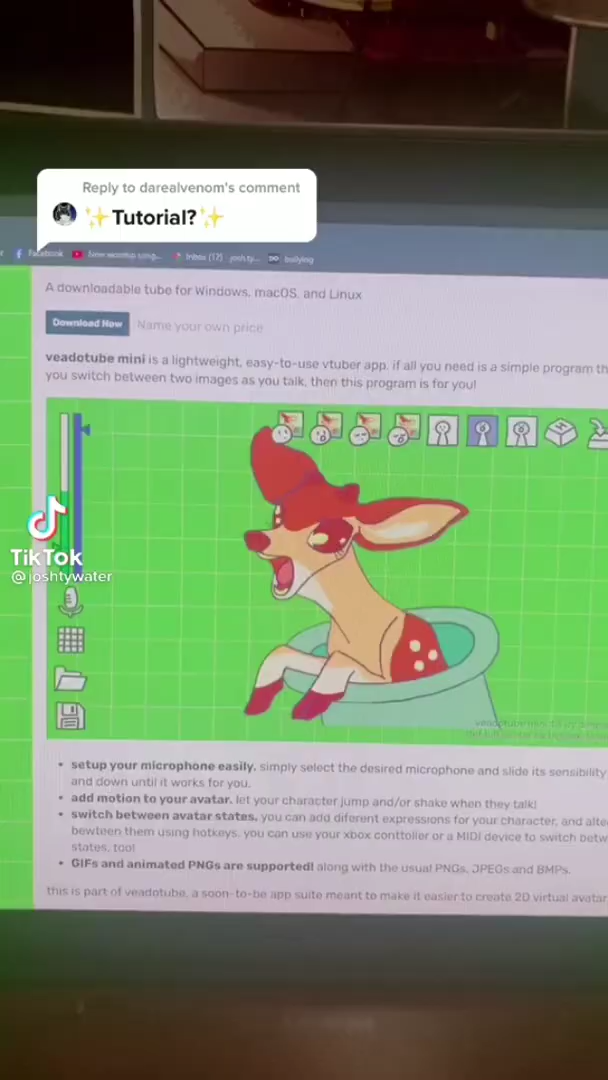 Reply to darealvenom's comment
✨Tutorial?✨
Facebook
Inbox (12)
bullying
A downloadable tube for Windows, macOS, and Linux
Download Now Name your own price
veadotube mini is a lightweight, easy-to-use vtuber app. if all you need is a simple program th
you switch between two images as you talk, then this program is for you!
TikTok
@joshtywater
setup your microphone easily. simply select the desired microphone and slide its sensibility
and down until it works for you.
add motion to your avatar. let your character jump and/or shake when they talk!
switch between avatar states. you can add diferent expressions for your character, and alte
bewteen them using hotkeys. you can use your xbox conttoller or a MIDI device to switch betw
states, too!
GIFs and animated PNGs are supported! along with the usual PNGs, JPEGs and BMPs.
this is part of veadotube, a soon-to-be app suite meant to make it easier to create 2D virtual avatar